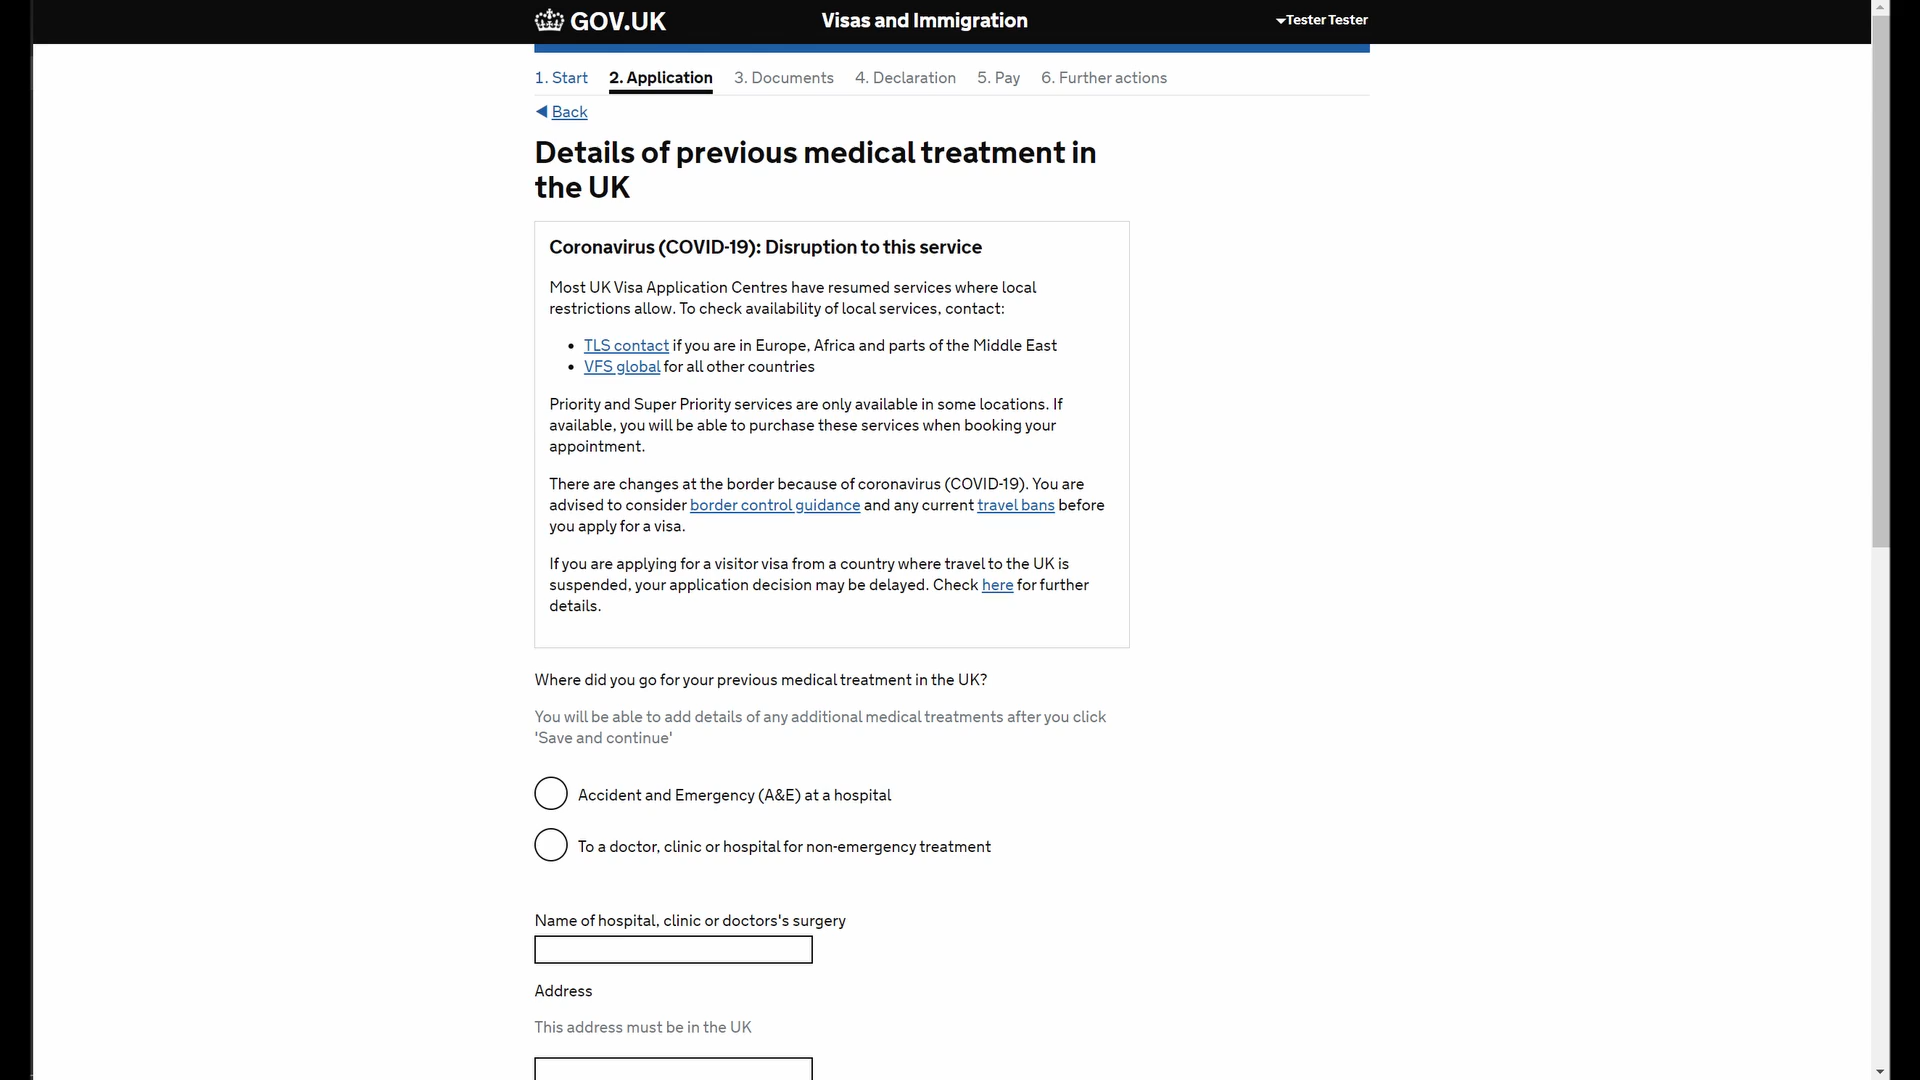 GOV.UK
Visas and Immigration
Tester Tester
1. Start 2. Application 3. Documents 4. Declaration 5. Pay 6. Further actions
Back
Details of previous medical treatment in
the UK
Coronavirus (COVID-19): Disruption to this service
Most UK Visa Application Centres have resumed services where local
restrictions allow. To check availability of local services, contact:
• TLS contact if you are in Europe, Africa and parts of the Middle East
• VFS global for all other countries
Priority and Super Priority services are only available in some locations. If
available, you will be able to purchase these services when booking your
appointment.
There are changes at the border because of coronavirus (COVID-19). You are
advised to consider border control guidance and any current travel bans before
you apply for a visa.
If you are applying for a visitor visa from a country where travel to the UK is
suspended, your application decision may be delayed. Check here for further
details.
Where did you go for your previous medical treatment in the UK?
You will be able to add details of any additional medical treatments after you click
'Save and continue'
Accident and Emergency (A&E) at a hospital
To a doctor, clinic or hospital for non-emergency treatment
Name of hospital, clinic or doctors's surgery
Address
This address must be in the UK